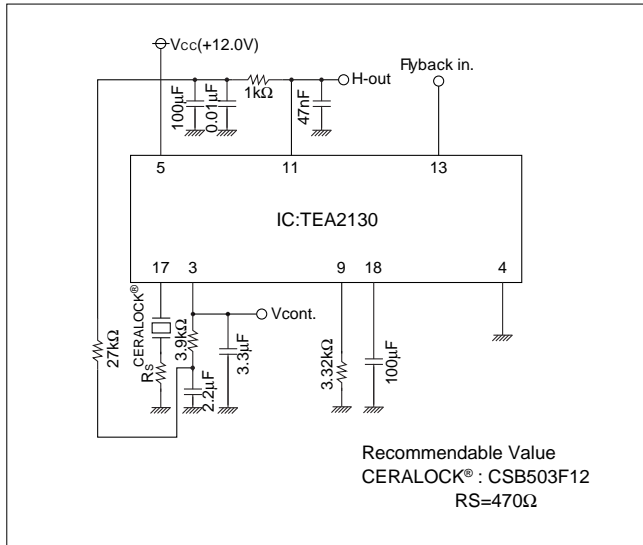 Vcc(+12.0V)
Flyback in.
H-out
1kΩ
100μF
0.01μF
47nF
5
11
13
IC:TEA2130
17
3
9
18
4
CERALOCK®
3.9kΩ
Vcont.
27kΩ
Rs
3.3μF
2.2μF
3.32kΩ
100μF
Recommendable Value
CERALOCK® : CSB503F12
RS=470Ω